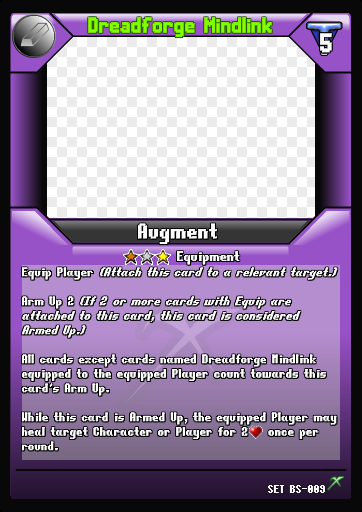 Dreadforge Mindlink
5
Augment
Equipment
Equip Player (Attach this card to a relevant target.)
Arm Up 2 (If 2 or more cards with Equip are
attached to this card, this card is considered
Armed Up.)
All cards except cards named Dreadforge Mindlink
equipped to the equipped Player count towards this
card's Arm Up.
While this card is Armed Up, the equipped Player may
heal target Character or Player for 2❤ once per
round.
SET BS-009